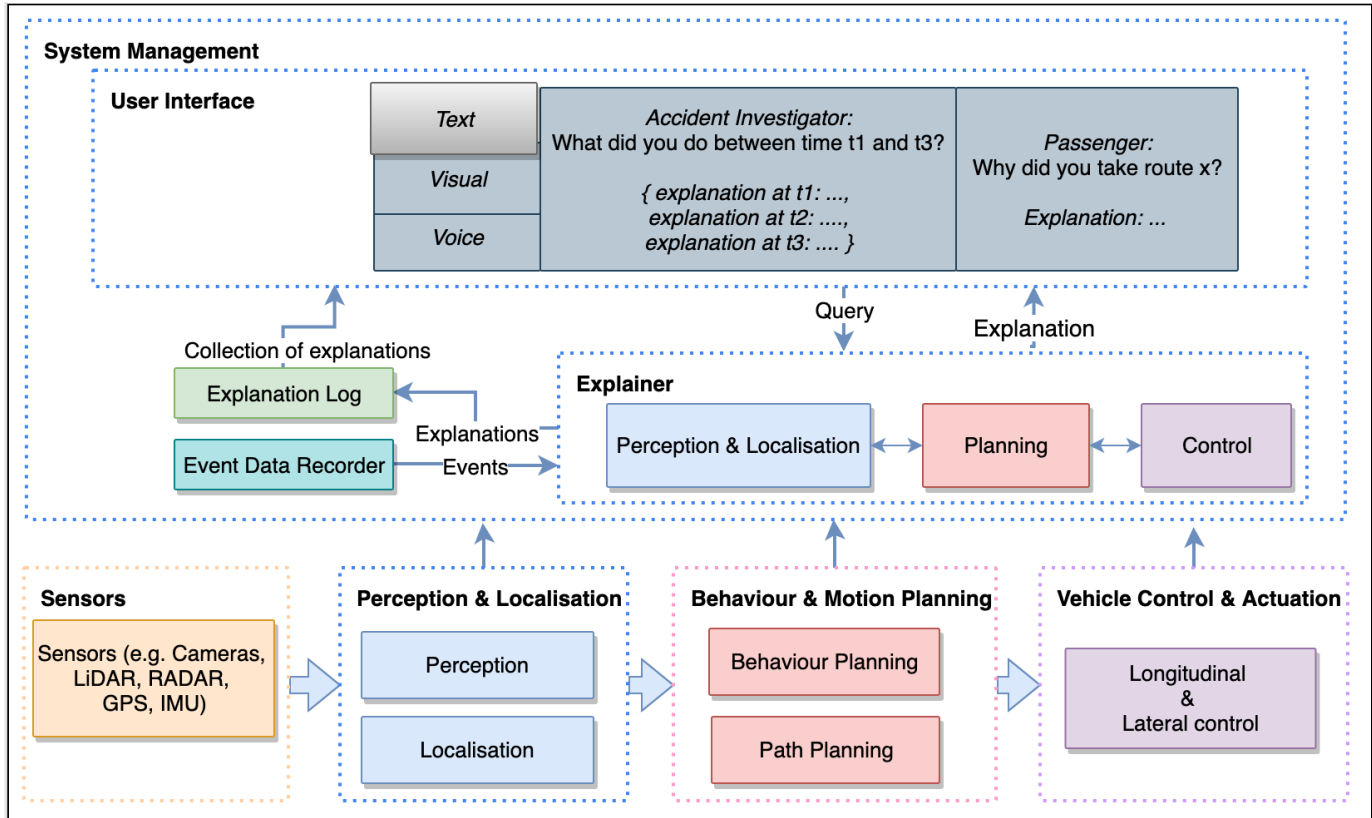 System Management
User Interface
Text
Visual
Voice
Accident Investigator:
What did you do between time t1 and t3?
{ explanation at t1: ...,
explanation at t2: ....,
explanation at t3: .... }
Passenger:
Why did you take route x?
Explanation: ...
Collection of explanations
Query
Explanation
Explanation Log
Event Data Recorder
Explanations
Events
Explainer
Perception & Localisation
Planning
Control
Sensors
Sensors (e.g. Cameras,
LiDAR, RADAR,
GPS, IMU)
Perception & Localisation
Perception
Localisation
Behaviour & Motion Planning
Behaviour Planning
Path Planning
Vehicle Control & Actuation
Longitudinal
&
Lateral control